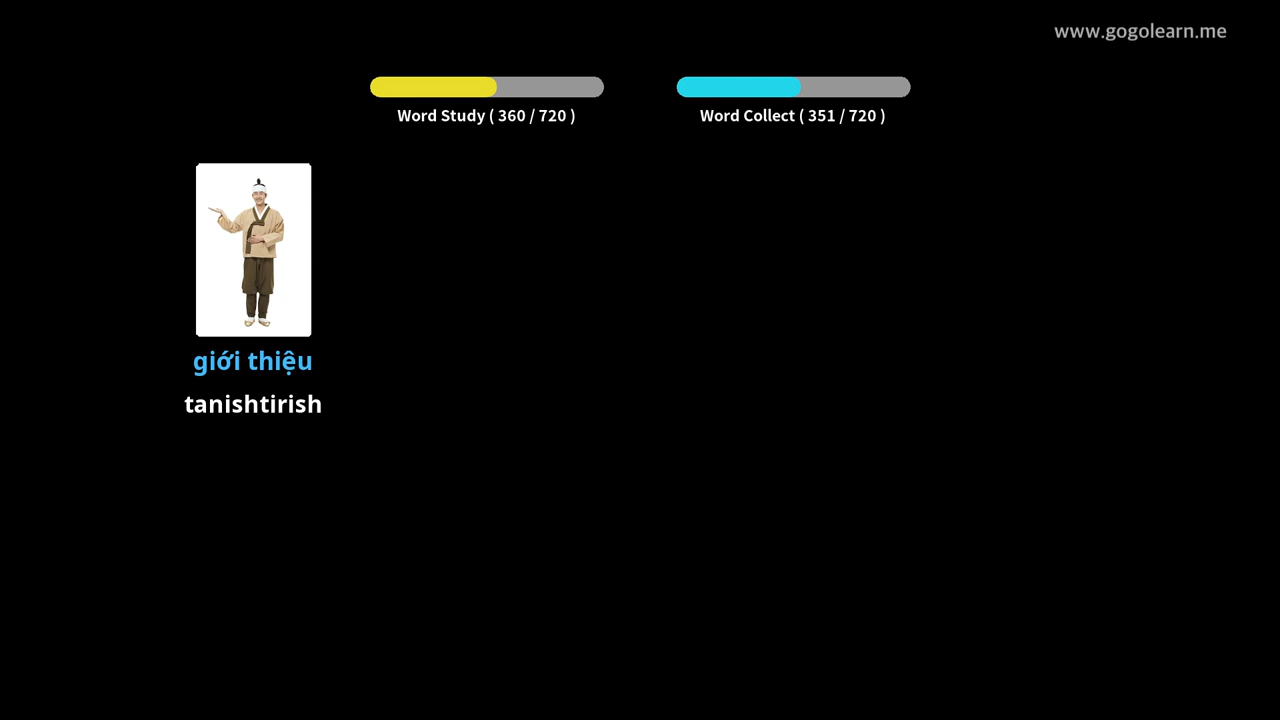 www.gogolearn.me
Word Study ( 360 / 720 )
Word Collect ( 351 / 720 )
giới thiệu
tanishtirish